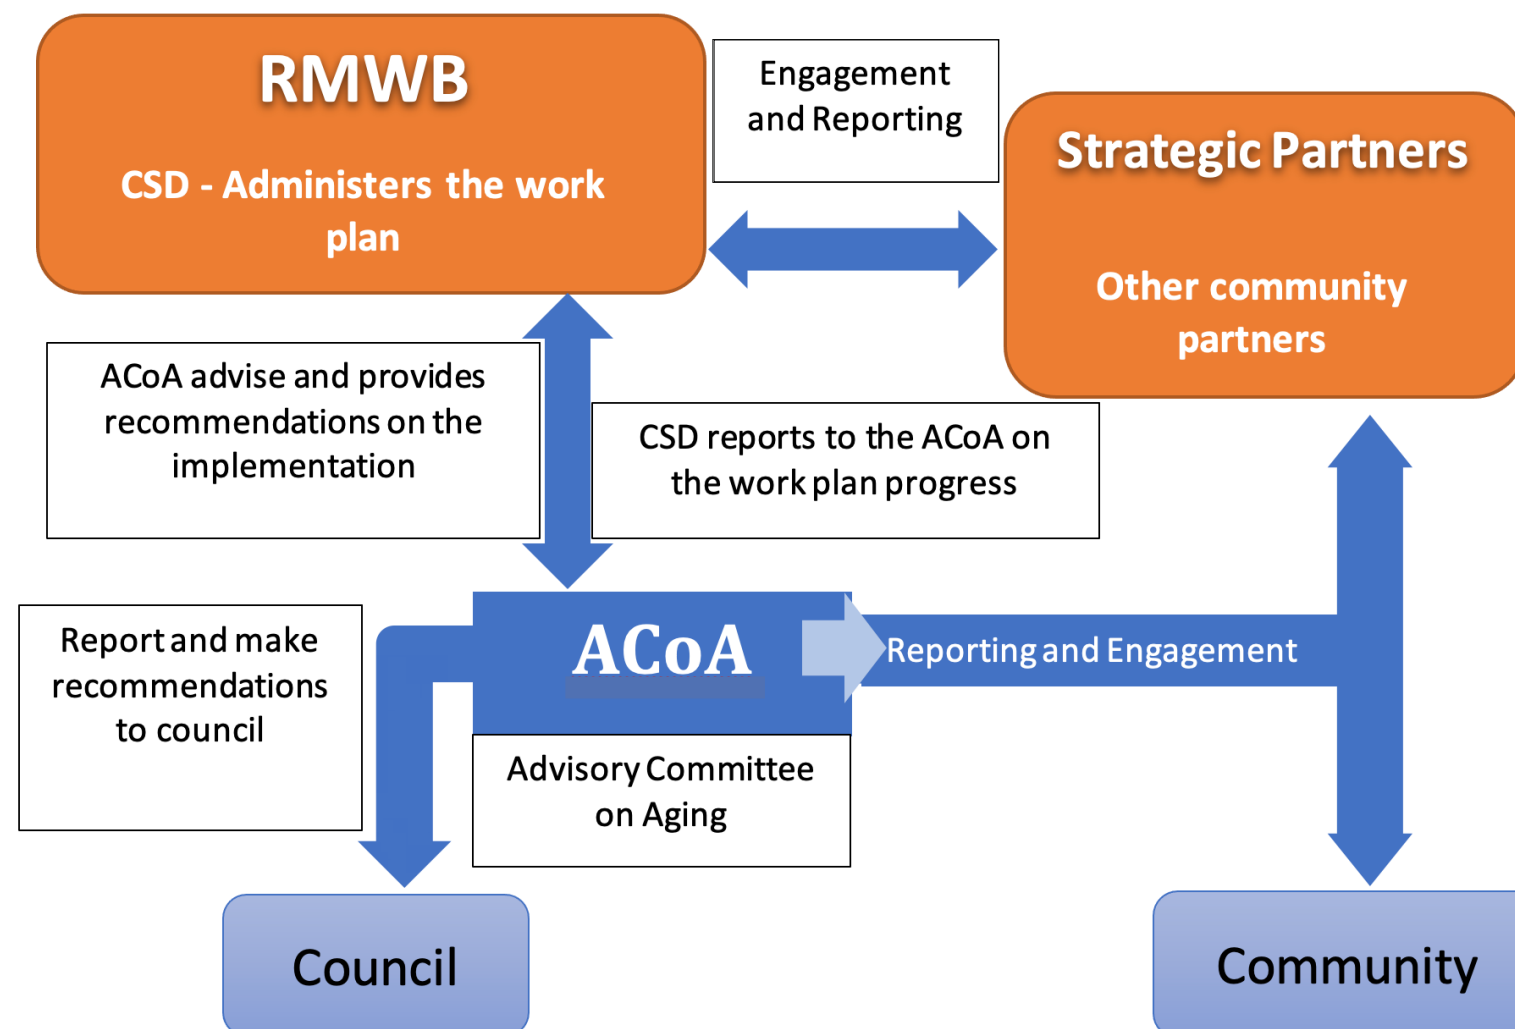 RMWB
CSD - Administers the work
plan
Engagement
and Reporting
Strategic Partners
Other community
partners
ACoA advise and provides
recommendations on the
implementation
CSD reports to the ACoA on
the work plan progress
Report and make
recommendations
to council
ACoA
Reporting and Engagement
Advisory Committee
on Aging
Council
Community